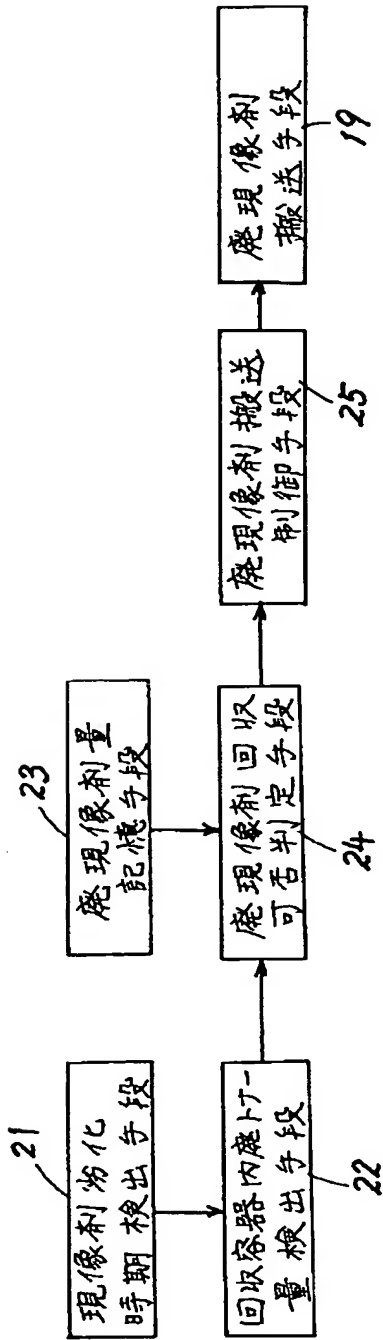 21
現像剤劣化
時期検出手段
回収容器内廃トナー
量検出手段
22
23
廃現像剤量
記憶手段
廃現像剤回収
可否判定手段
24
廃現像剤搬送
制御手段
25
廃現像剤
搬送手段
19